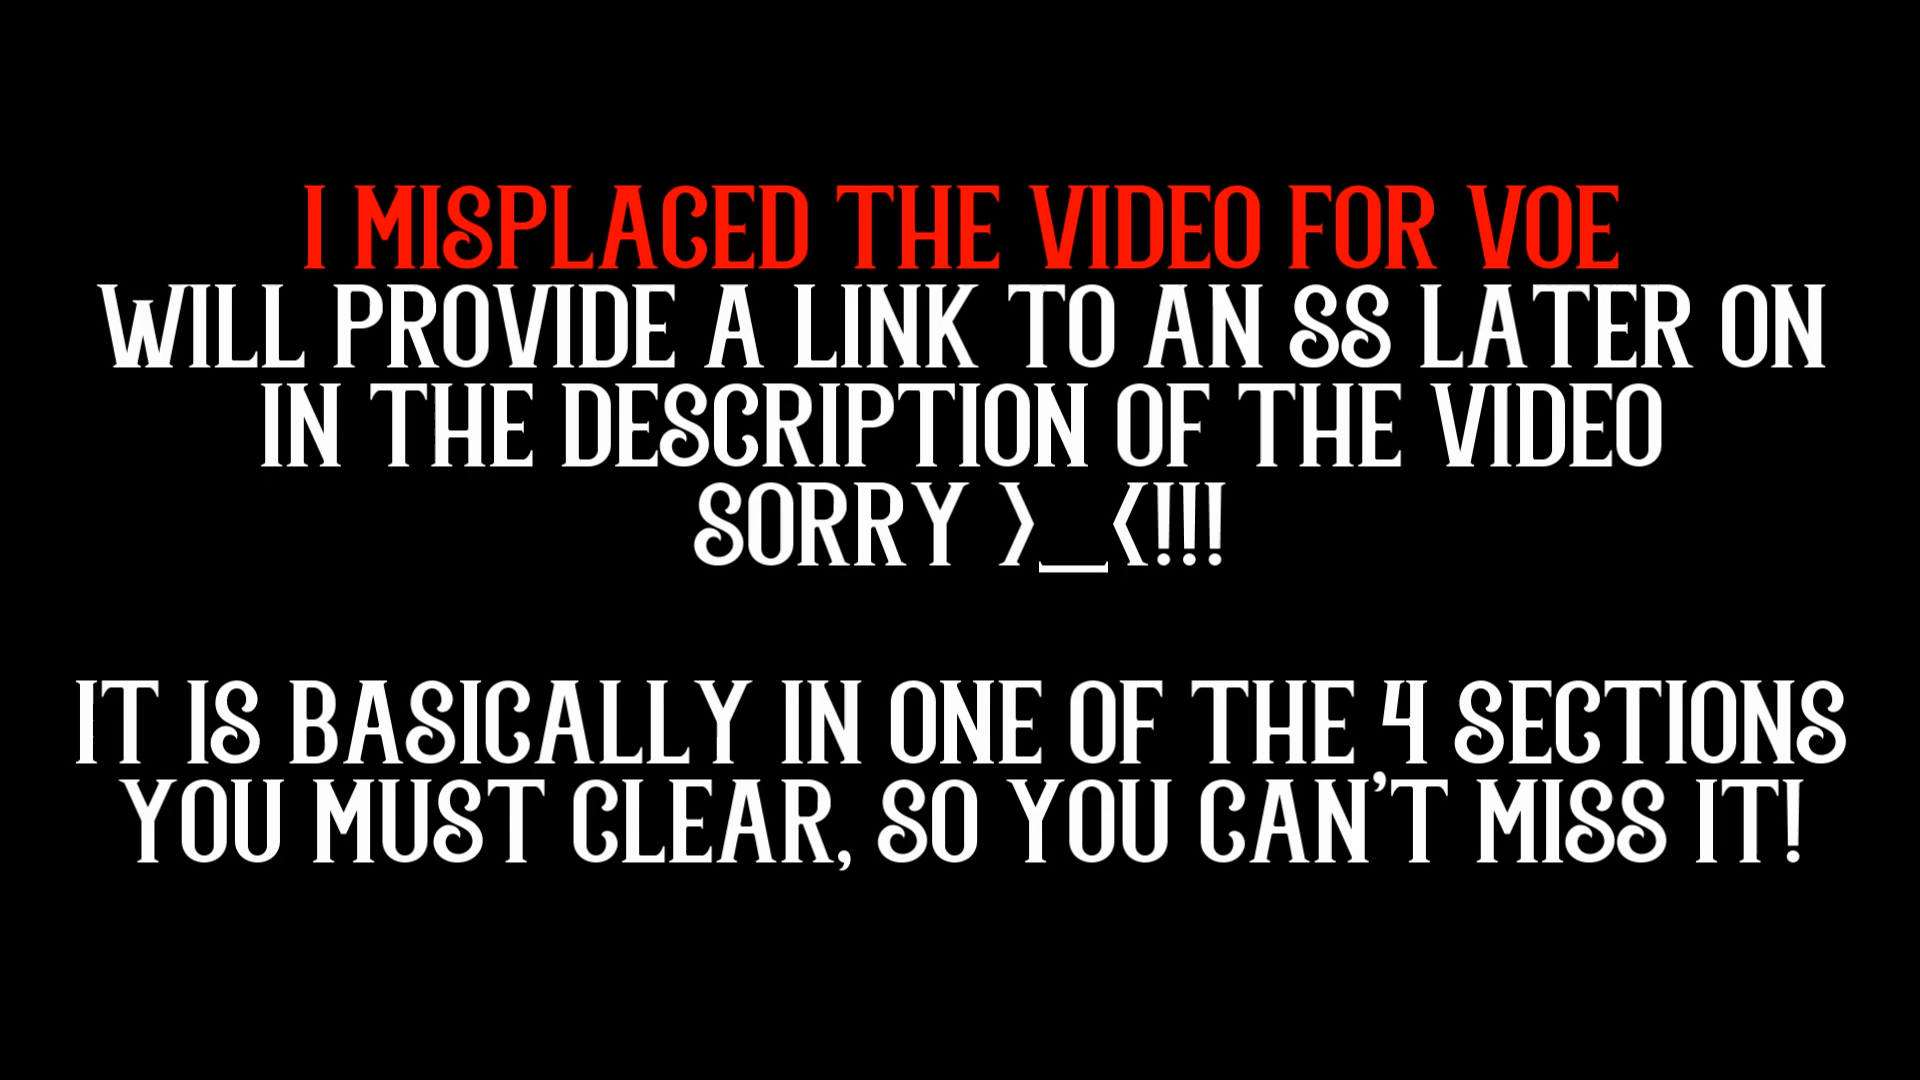 I MISPLACED THE VIDEO FOR VOE
WILL PROVIDE A LINK TO AN SS LATER ON
IN THE DESCRIPTION OF THE VIDEO
SORRY >_<!!!
IT IS BASICALLY IN ONE OF THE 4 SECTIONS
YOU MUST CLEAR, SO YOU CAN'T MISS IT!